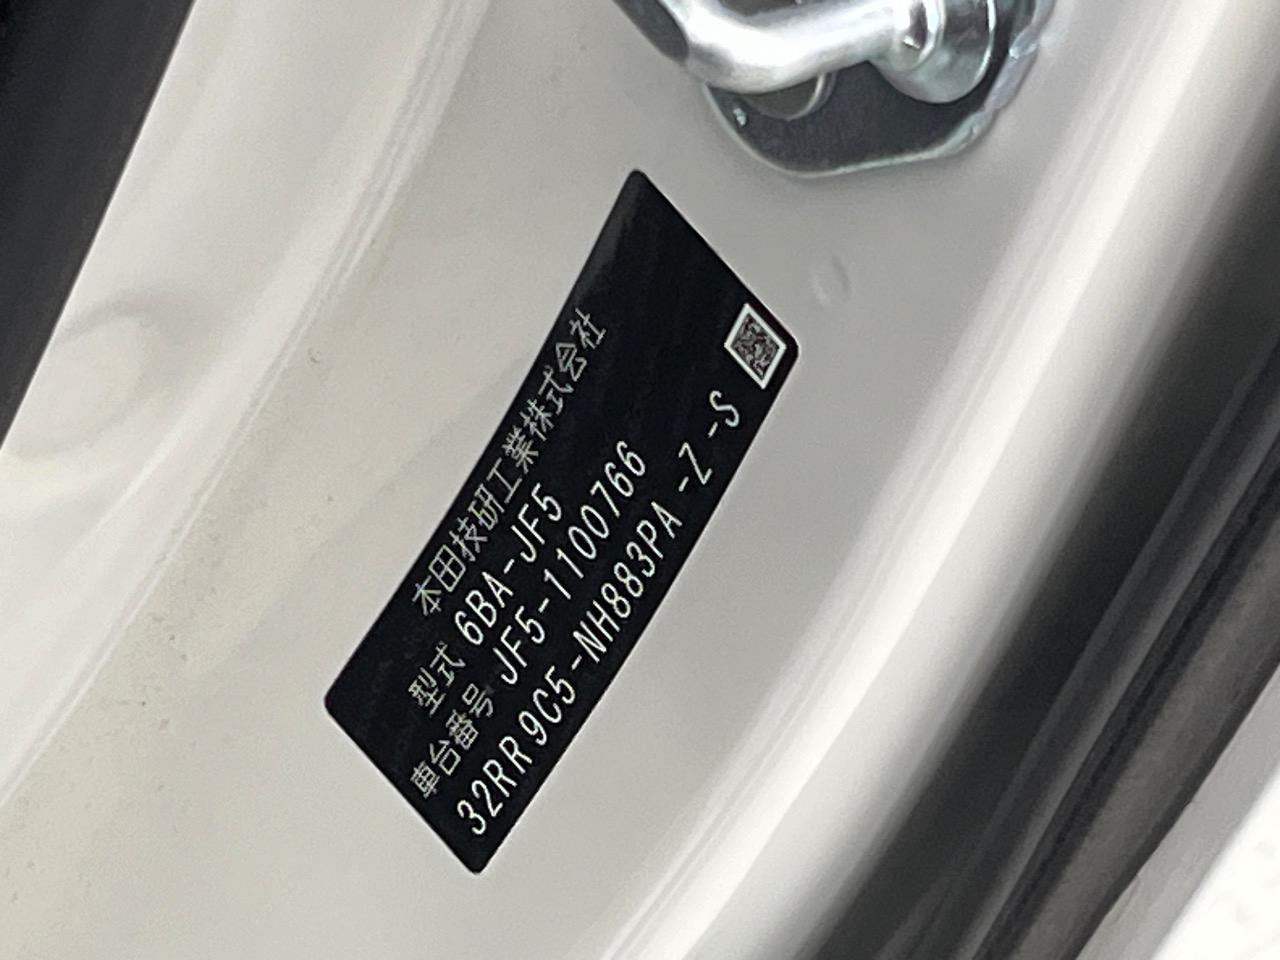 本田技研工業株式会社
型式 6BA-JF5
車台番号 JF5-1100766
32RR9C5-NH883PA-Z-S